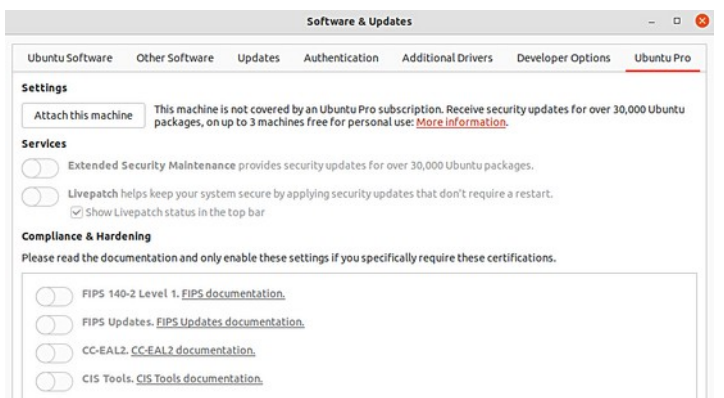 Software & Updates
Ubuntu Software Other Software Updates Authentication Additional Drivers Developer Options Ubuntu Pro
Settings
Attach this machine
This machine is not covered by an Ubuntu Pro subscription. Receive security updates for over 30,000 Ubuntu
packages, on up to 3 machines free for personal use: More information.
Services
Extended Security Maintenance provides security updates for over 30,000 Ubuntu packages.
Livepatch helps keep your system secure by applying security updates that don't require a restart.
Show Livepatch status in the top bar
Compliance & Hardening
Please read the documentation and only enable these settings if you specifically require these certifications.
FIPS 140-2 Level 1. FIPS documentation.
FIPS Updates. FIPS Updates documentation.
CC-EAL2. CC-EAL2 documentation.
CIS Tools. CIS Tools documentation.